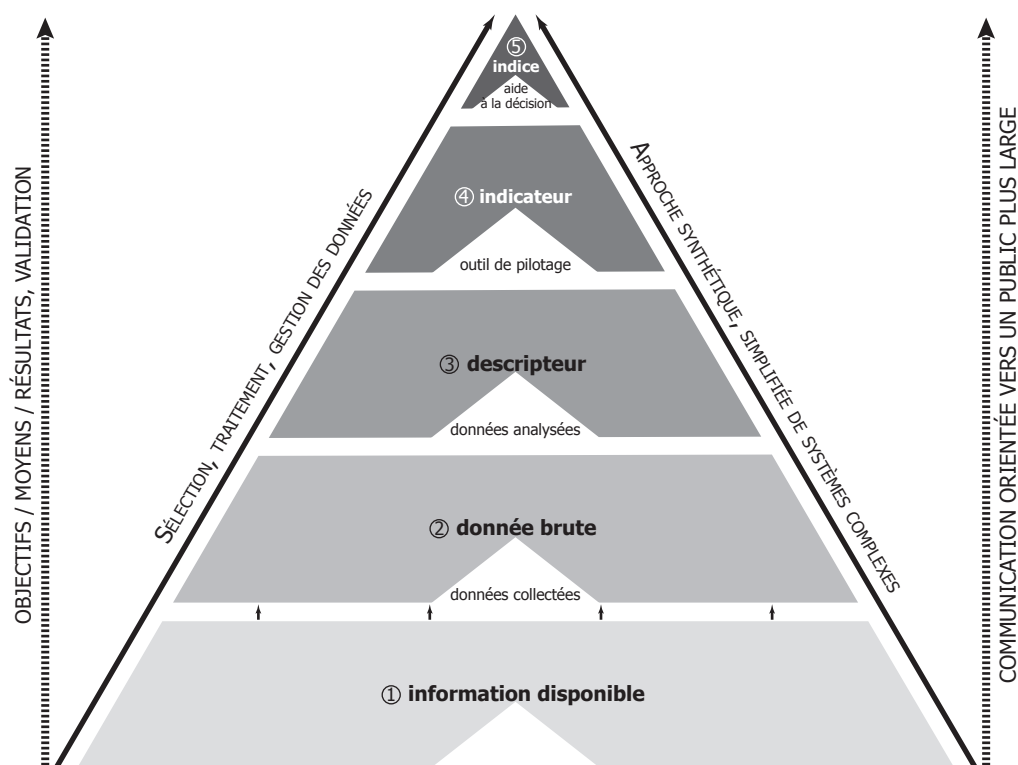 ⑤
indice
aide
à la décision
④ indicateur
outil de pilotage
③ descripteur
données analysées
② donnée brute
données collectées
① information disponible
OBJECTIFS / MOYENS / RÉSULTATS, VALIDATION
SÉLECTION, TRAITEMENT, GESTION DES DONNÉES
APPROCHE SYNTHÉTIQUE, SIMPLIFIÉE DE SYSTÈMES COMPLEXES
COMMUNICATION ORIENTÉE VERS UN PUBLIC PLUS LARGE